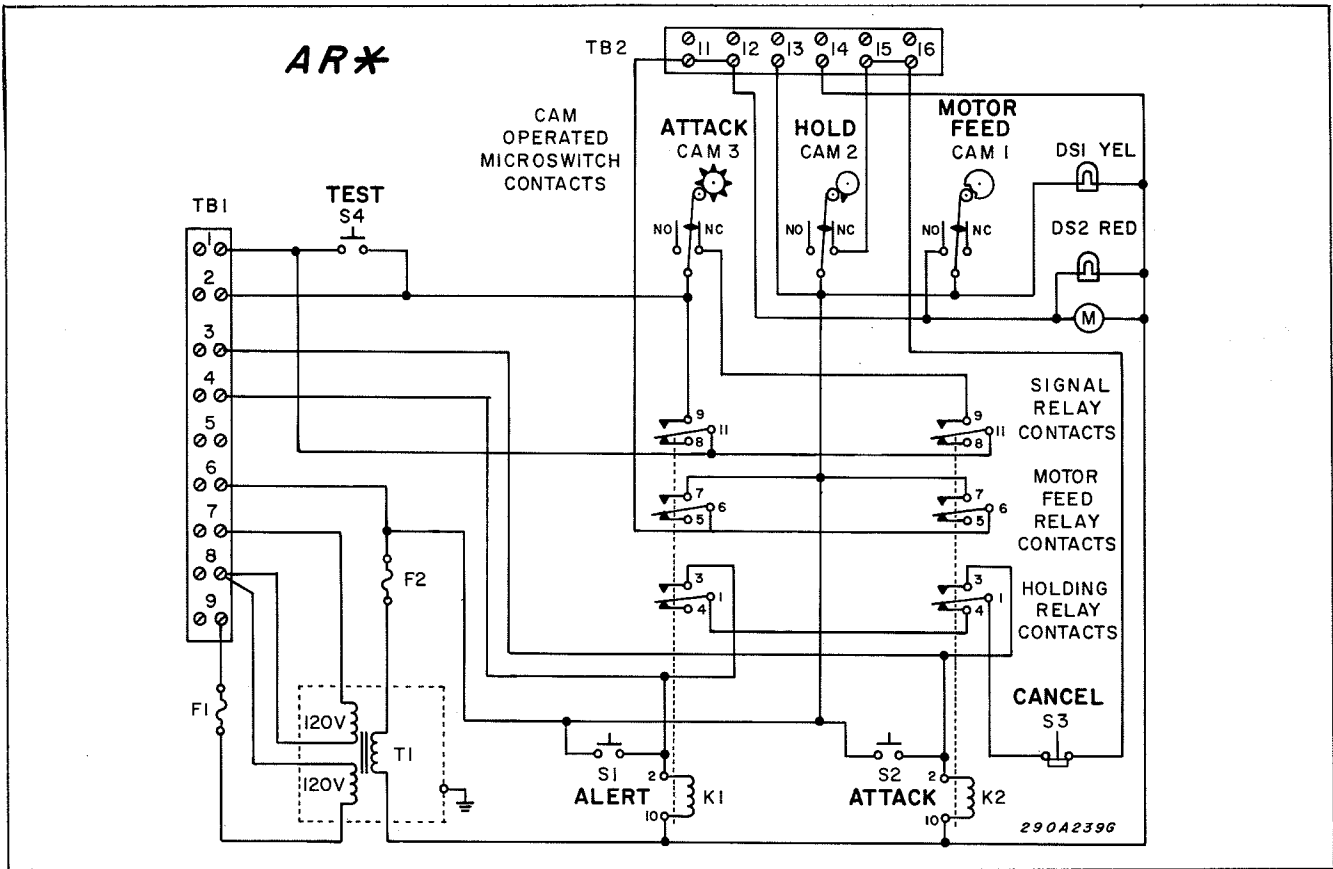 AR*
TB2
11 12 13 14 15 16
CAM
OPERATED
MICROSWITCH
CONTACTS
ATTACK
CAM 3
HOLD
CAM 2
MOTOR
FEED
CAM 1
DS1 YEL
DS2 RED
NO NC
NO NC
NO NC
M
TB1
1
2
3
4
5
6
7
8
9
TEST
S4
9
11
8
9
11
8
SIGNAL
RELAY
CONTACTS
7
6
5
7
6
5
MOTOR
FEED
RELAY
CONTACTS
3
1
4
3
1
4
HOLDING
RELAY
CONTACTS
F2
F1
120V
120V
T1
S1
ALERT
2
10
K1
S2
ATTACK
2
10
K2
CANCEL
S3
290A239G